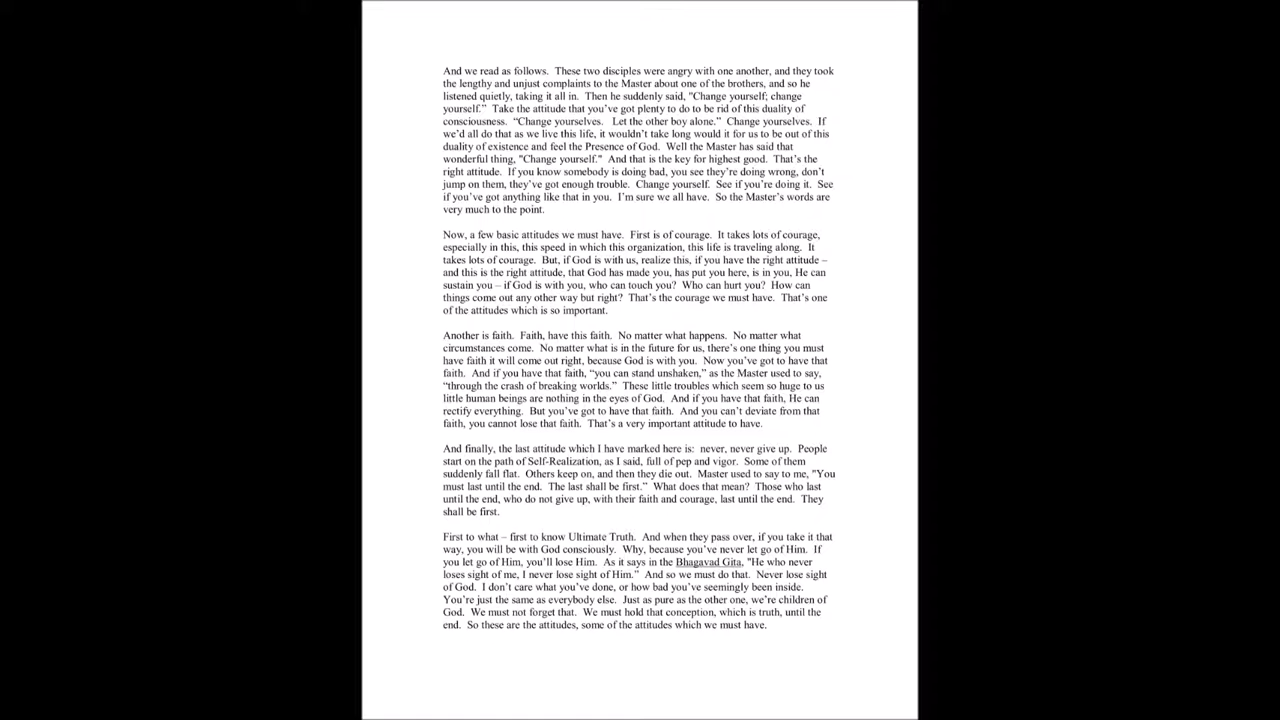 And we read as follows.  These two disciples were angry with one another, and they took
the lengthy and unjust complaints to the Master about one of the brothers, and so he
listened quietly, taking it all in.  Then he suddenly said, "Change yourself; change
yourself.”  Take the attitude that you’ve got plenty to do to be rid of this duality of
consciousness.  “Change yourselves.   Let the other boy alone.”  Change yourselves.  If
we’d all do that as we live this life, it wouldn’t take long would it for us to be out of this
duality of existence and feel the Presence of God.  Well the Master has said that
wonderful thing, "Change yourself."  And that is the key for highest good.  That’s the
right attitude.  If you know somebody is doing bad, you see they’re doing wrong, don’t
jump on them, they’ve got enough trouble.  Change yourself.  See if you’re doing it.  See
if you’ve got anything like that in you.  I’m sure we all have.  So the Master’s words are
very much to the point.

Now, a few basic attitudes we must have.  First is of courage.  It takes lots of courage,
especially in this, this speed in which this organization, this life is traveling along.  It
takes lots of courage.  But, if God is with us, realize this, if you have the right attitude –
and this is the right attitude, that God has made you, has put you here, is in you, He can
sustain you – if God is with you, who can touch you?  Who can hurt you?  How can
things come out any other way but right?  That’s the courage we must have.  That’s one
of the attitudes which is so important.

Another is faith.  Faith, have this faith.  No matter what happens.  No matter what
circumstances come.  No matter what is in the future for us, there’s one thing you must
have faith it will come out right, because God is with you.  Now you’ve got to have that
faith.  And if you have that faith, “you can stand unshaken,” as the Master used to say,
“through the crash of breaking worlds.”  These little troubles which seem so huge to us
little human beings are nothing in the eyes of God.  And if you have that faith, He can
rectify everything.  But you’ve got to have that faith.  And you can’t deviate from that
faith, you cannot lose that faith.  That’s a very important attitude to have.

And finally, the last attitude which I have marked here is:  never, never give up.  People
start on the path of Self-Realization, as I said, full of pep and vigor.  Some of them
suddenly fall flat.  Others keep on, and then they die out.  Master used to say to me, "You
must last until the end.  The last shall be first.”  What does that mean?  Those who last
until the end, who do not give up, with their faith and courage, last until the end.  They
shall be first.

First to what – first to know Ultimate Truth.  And when they pass over, if you take it that
way, you will be with God consciously.  Why, because you’ve never let go of Him.  If
you let go of Him, you’ll lose Him.  As it says in the Bhagavad Gita, "He who never
loses sight of me, I never lose sight of Him.”  And so we must do that.  Never lose sight
of God.  I don’t care what you’ve done, or how bad you’ve seemingly been inside.
You’re just the same as everybody else.  Just as pure as the other one, we’re children of
God.  We must not forget that.  We must hold that conception, which is truth, until the
end.  So these are the attitudes, some of the attitudes which we must have.